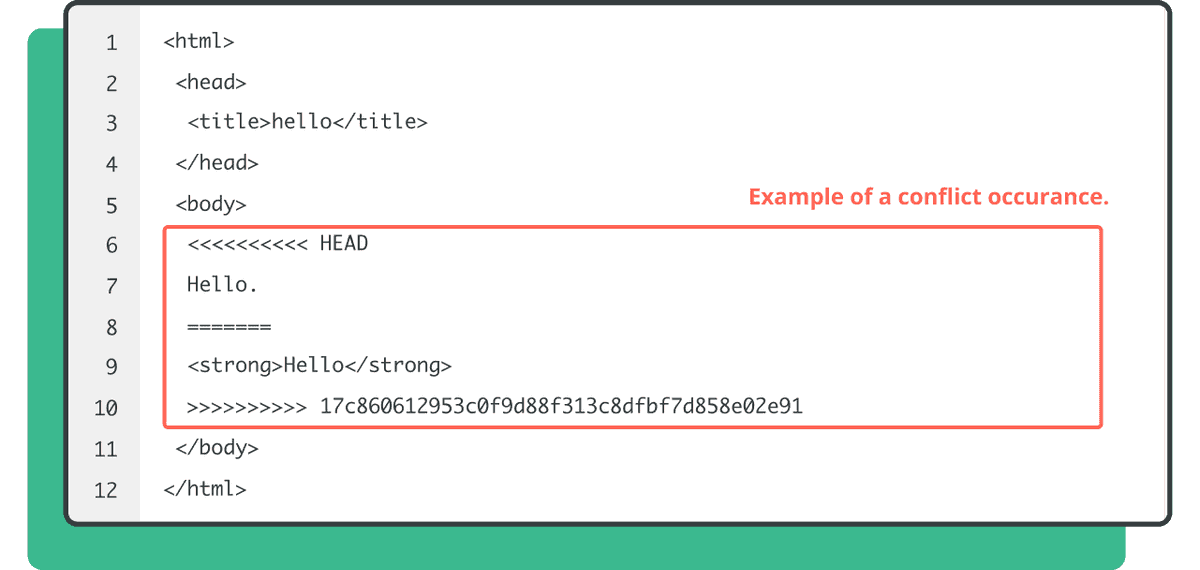 1 <html>
2 <head>
3 <title>hello</title>
4 </head>
5 <body>
Example of a conflict occurance.
6 <<<<<<<<<< HEAD
7 Hello.
8 =======
9 <strong>Hello</strong>
10 >>>>>>>>>> 17c860612953c0f9d88f313c8dfbf7d858e02e91
11 </body>
12 </html>